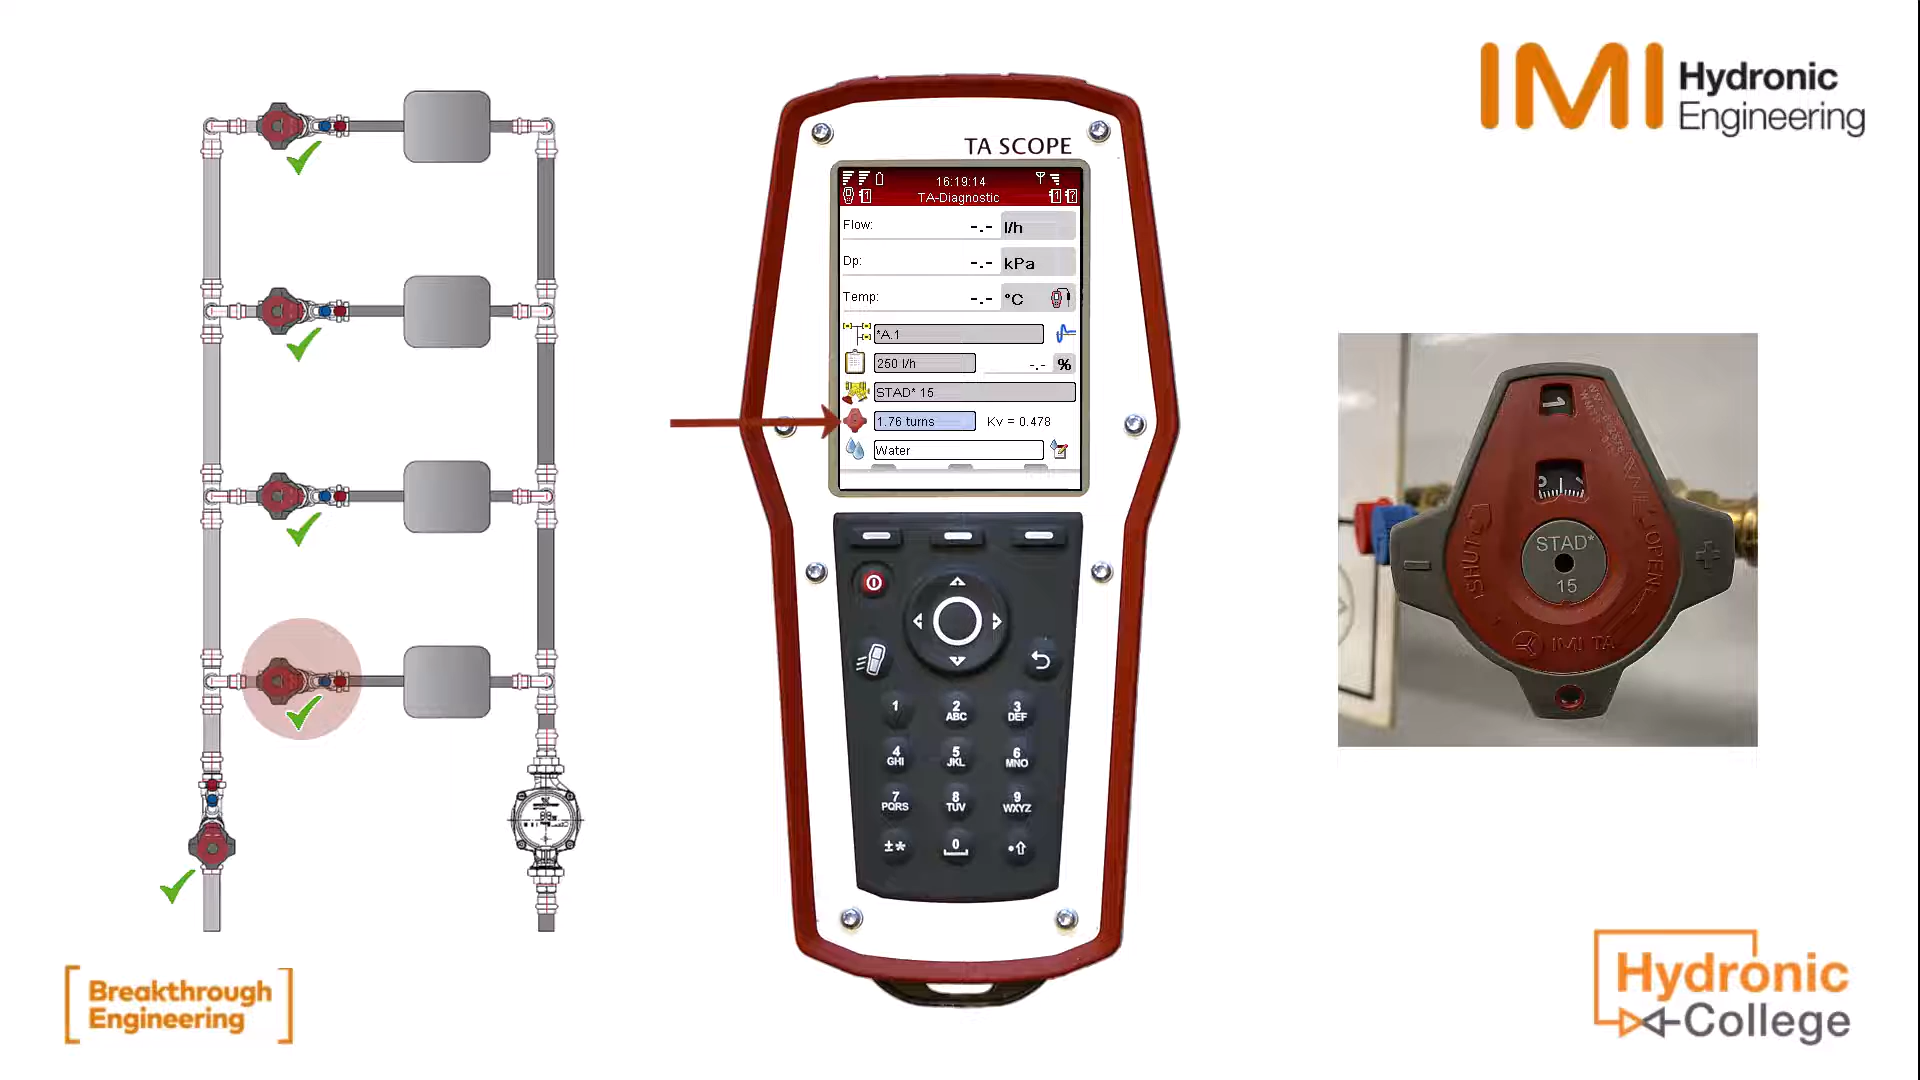 IMI Hydronic
Engineering
TA SCOPE
16:19:14
TA-Diagnostic
Flow: -.- l/h
Dp: -.- kPa
Temp: -.- °C
*A.1
250 l/h -.- %
STAD* 15
1.76 turns Kv = 0.478
Water
1 2 ABC 3 DEF
4 GHI 5 JKL 6 MNO
7 PQRS 8 TUV 9 WXYZ
±* 0
1
STAD*
15
SHUT
OPEN
IMI TA
Breakthrough
Engineering
Hydronic
College